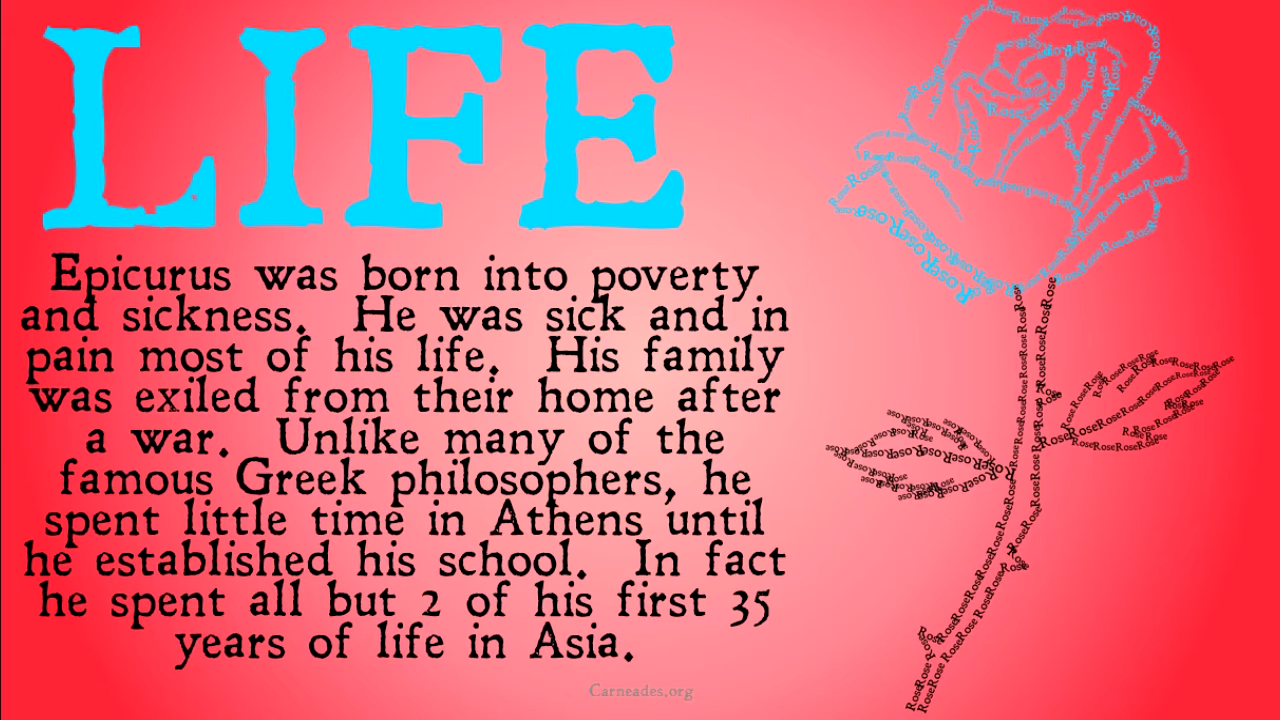 LIFE
Epicurus was born into poverty
and sickness.  He was sick and in
pain most of his life.  His family
was exiled from their home after
a war.  Unlike many of the
famous Greek philosophers, he
spent little time in Athens until
he established his school.  In fact
he spent all but 2 of his first 35
years of life in Asia.
Carneades.org
Rose